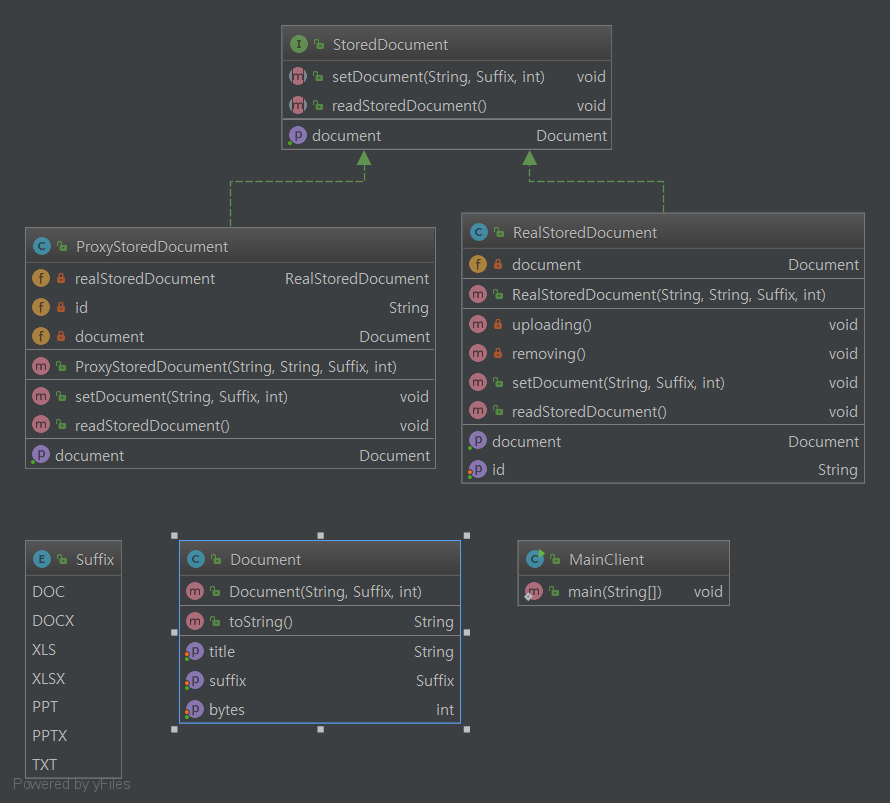 I StoredDocument
m setDocument(String, Suffix, int) void
m readStoredDocument() void
p document Document
C ProxyStoredDocument
f realStoredDocument RealStoredDocument
f id String
f document Document
m ProxyStoredDocument(String, String, Suffix, int)
m setDocument(String, Suffix, int) void
m readStoredDocument() void
p document Document
C RealStoredDocument
f document Document
m RealStoredDocument(String, String, Suffix, int)
m uploading() void
m removing() void
m setDocument(String, Suffix, int) void
m readStoredDocument() void
p document Document
p id String
E Suffix
DOC
DOCX
XLS
XLSX
PPT
PPTX
TXT
C Document
m Document(String, Suffix, int)
m toString() String
p title String
p suffix Suffix
p bytes int
C MainClient
m main(String[]) void
Powered by yFiles